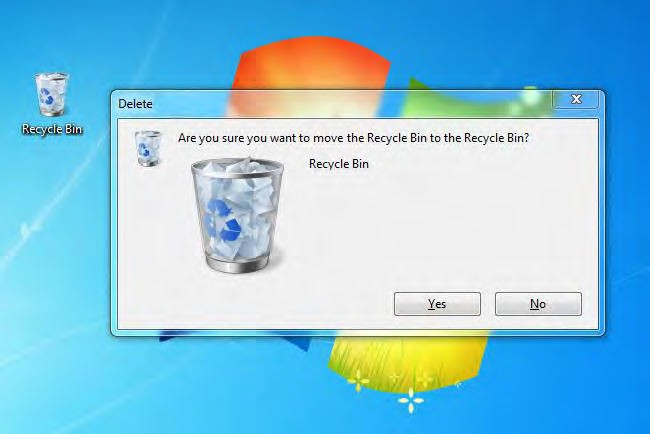 Recycle Bin
Delete
Are you sure you want to move the Recycle Bin to the Recycle Bin?
Recycle Bin
Yes
No